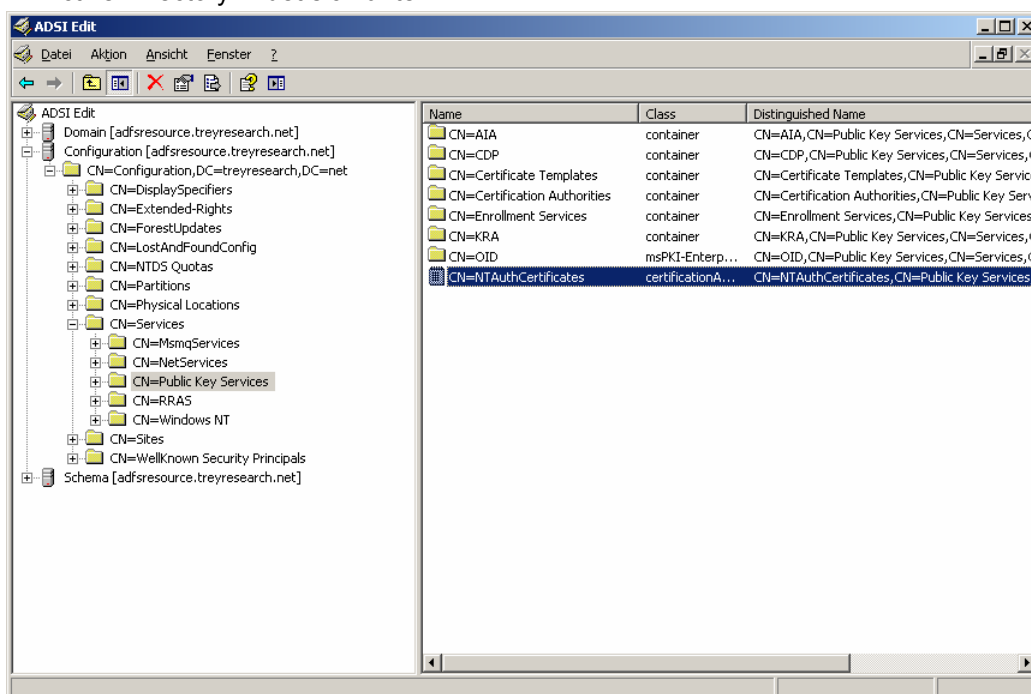 ADSI Edit
Datei Aktion Ansicht Fenster ?
ADSI Edit
Domain [adfsresource.treyresearch.net]
Configuration [adfsresource.treyresearch.net]
CN=Configuration,DC=treyresearch,DC=net
CN=DisplaySpecifiers
CN=Extended-Rights
CN=ForestUpdates
CN=LostAndFoundConfig
CN=NTDS Quotas
CN=Partitions
CN=Physical Locations
CN=Services
CN=MsmqServices
CN=NetServices
CN=Public Key Services
CN=RRAS
CN=Windows NT
CN=Sites
CN=WellKnown Security Principals
Schema [adfsresource.treyresearch.net]
Name Class Distinguished Name
CN=AIA container CN=AIA,CN=Public Key Services,CN=Services,
CN=CDP container CN=CDP,CN=Public Key Services,CN=Services,
CN=Certificate Templates container CN=Certificate Templates,CN=Public Key Servic
CN=Certification Authorities container CN=Certification Authorities,CN=Public Key Ser
CN=Enrollment Services container CN=Enrollment Services,CN=Public Key Services
CN=KRA container CN=KRA,CN=Public Key Services,CN=Services,
CN=OID msPKI-Enterp... CN=OID,CN=Public Key Services,CN=Services,
CN=NTAuthCertificates certificationA... CN=NTAuthCertificates,CN=Public Key Services